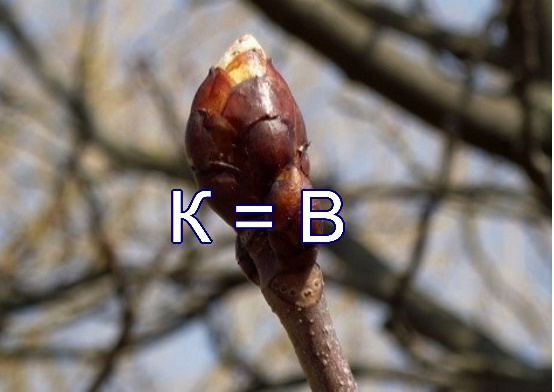 К = В